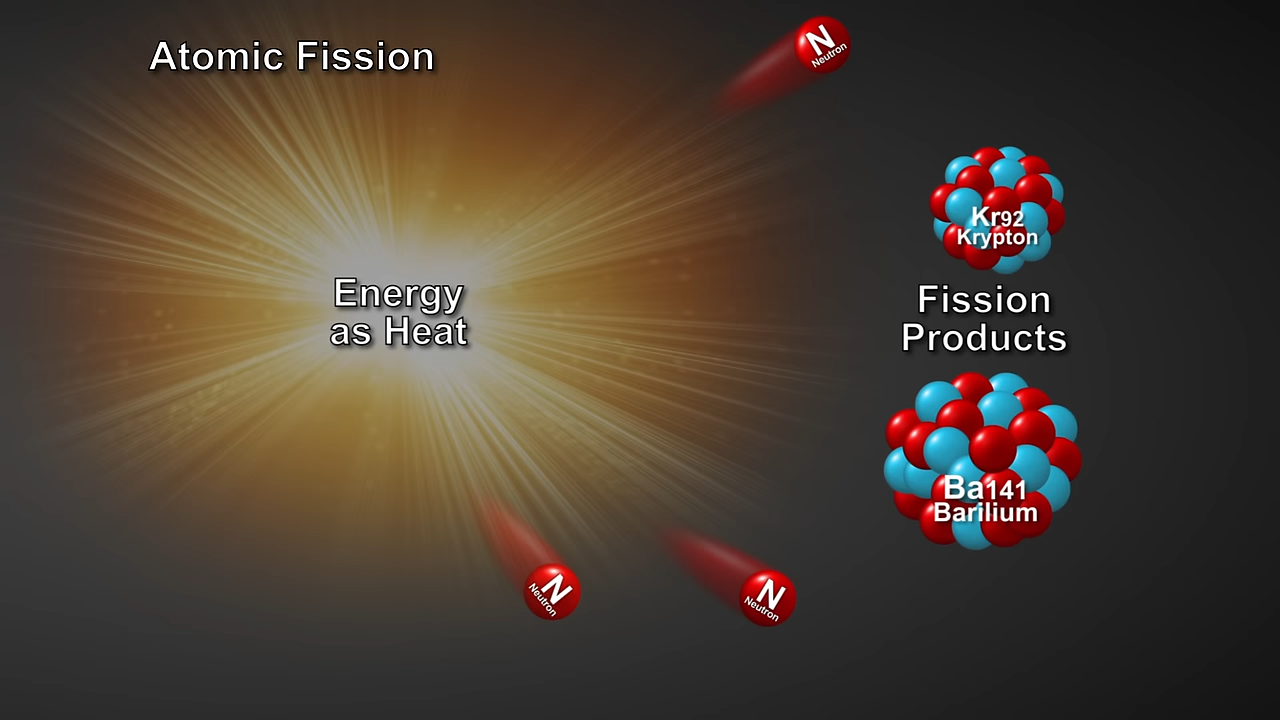 Atomic Fission
N
Neutron
Kr92
Krypton
Energy
as Heat
Fission
Products
Ba141
Barilium
N
Neutron
N
Neutron